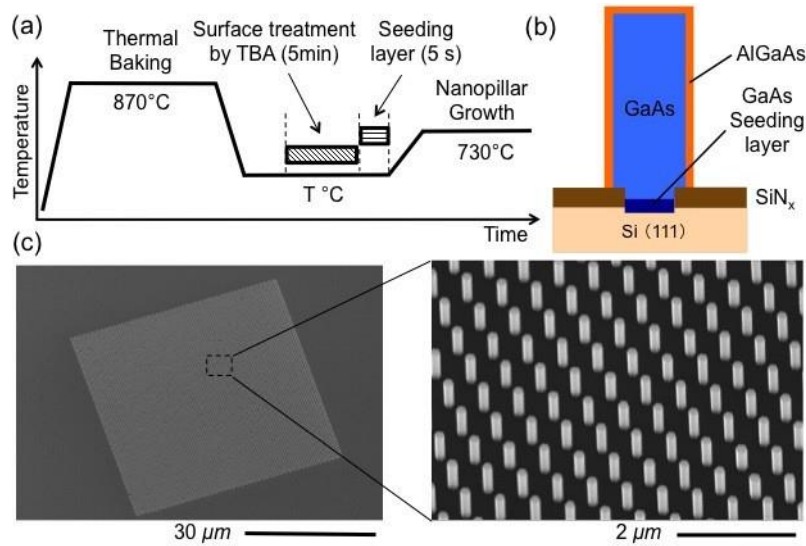 (a)
Thermal
Baking
870°C
Surface treatment
by TBA (5min)
Seeding
layer (5 s)
Nanopillar
Growth
730°C
T °C
Temperature
Time
(b)
AlGaAs
GaAs
GaAs
Seeding
layer
SiNx
Si (111)
(c)
30 μm
2 μm